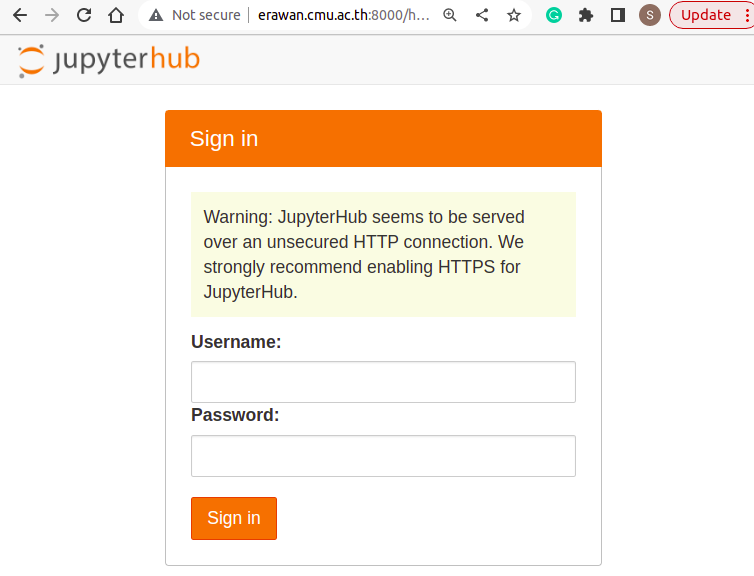 Not secure | erawan.cmu.ac.th:8000/h... S Update
jupyterhub
Sign in
Warning: JupyterHub seems to be served
over an unsecured HTTP connection. We
strongly recommend enabling HTTPS for
JupyterHub.
Username:
Password:
Sign in